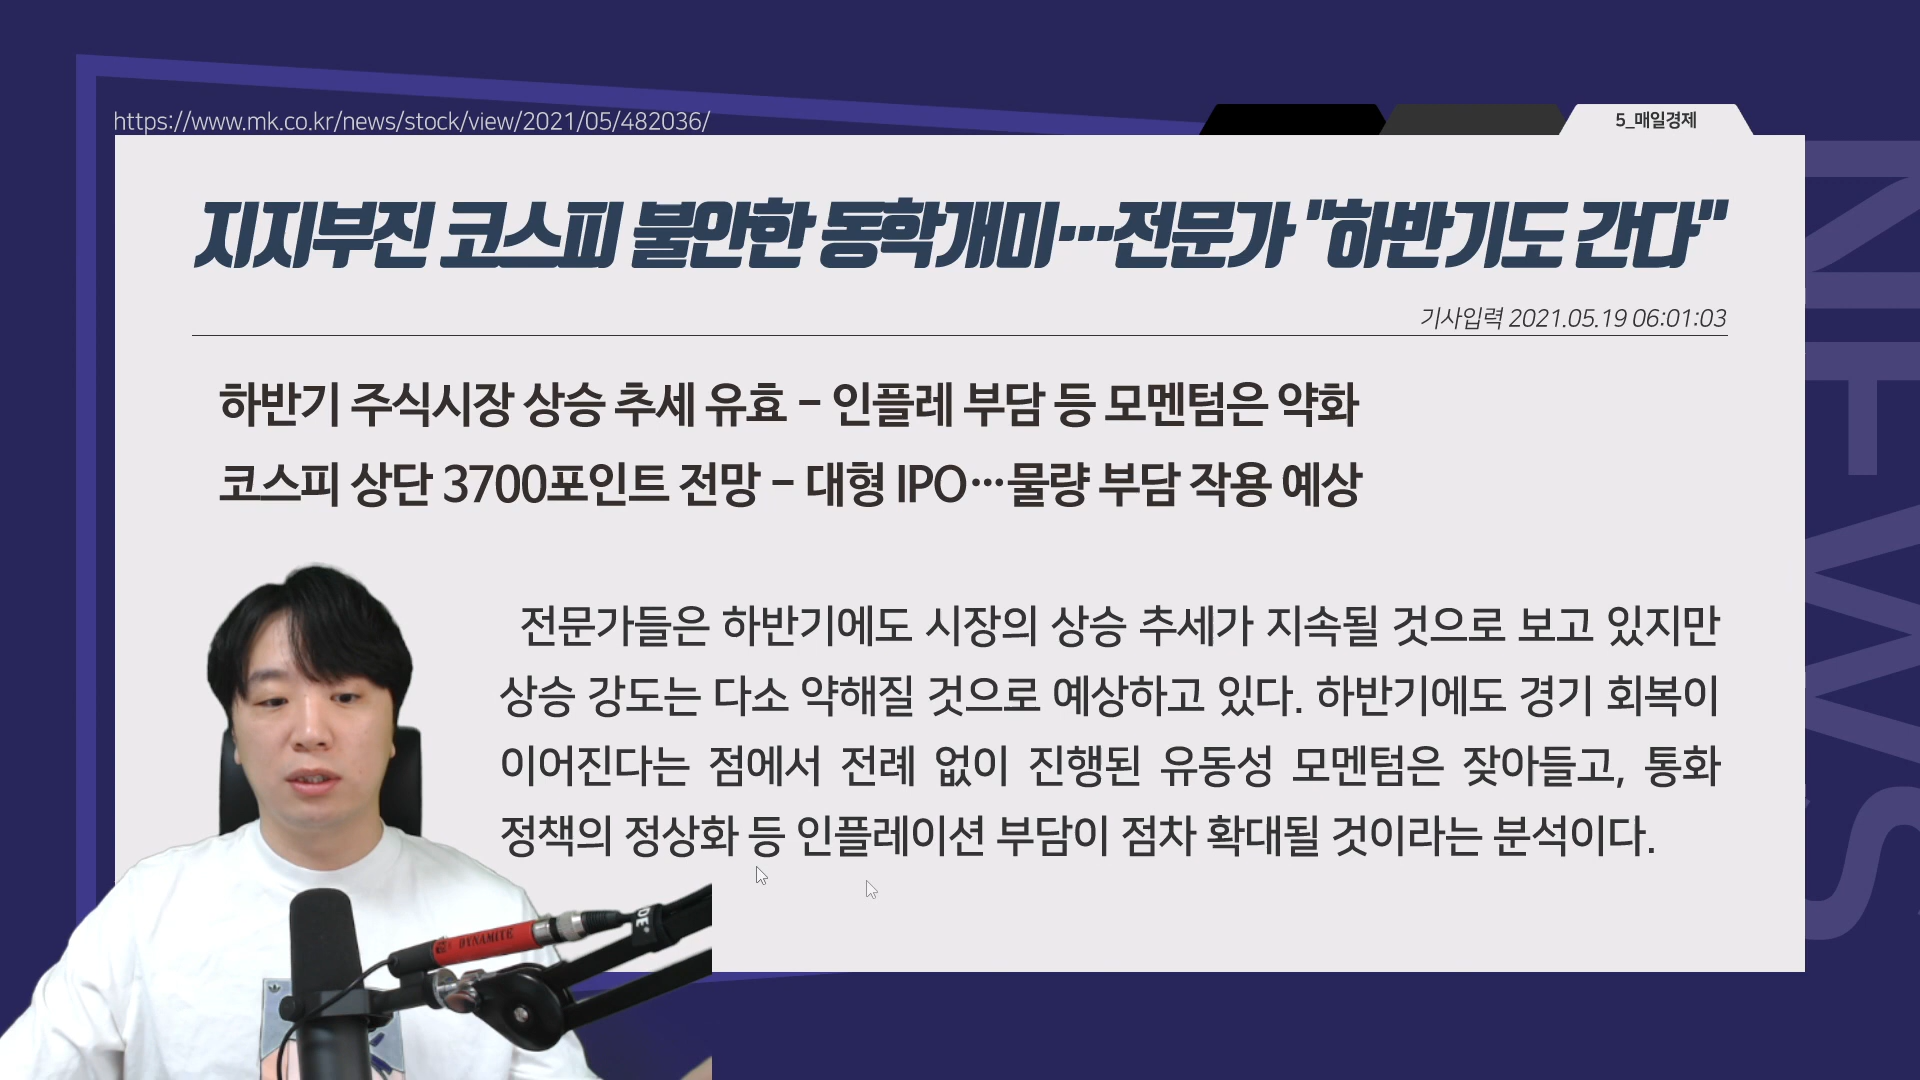 https://www.mk.co.kr/news/stock/view/2021/05/482036/
5_매일경제
지지부진 코스피 불안한 동학개미…전문가 "하반기도 간다"
기사입력 2021.05.19 06:01:03
하반기 주식시장 상승 추세 유효 – 인플레 부담 등 모멘텀은 약화
코스피 상단 3700포인트 전망 – 대형 IPO…물량 부담 작용 예상
전문가들은 하반기에도 시장의 상승 추세가 지속될 것으로 보고 있지만
상승 강도는 다소 약해질 것으로 예상하고 있다. 하반기에도 경기 회복이
이어진다는 점에서 전례 없이 진행된 유동성 모멘텀은 잦아들고, 통화
정책의 정상화 등 인플레이션 부담이 점차 확대될 것이라는 분석이다.
NEWS
DYNAMITE